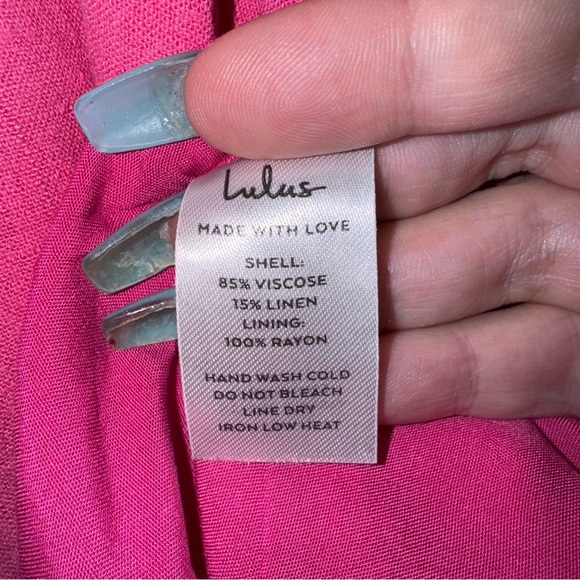 Lulus
MADE WITH LOVE
SHELL:
85% VISCOSE
15% LINEN
LINING:
100% RAYON
HAND WASH COLD
DO NOT BLEACH
LINE DRY
IRON LOW HEAT